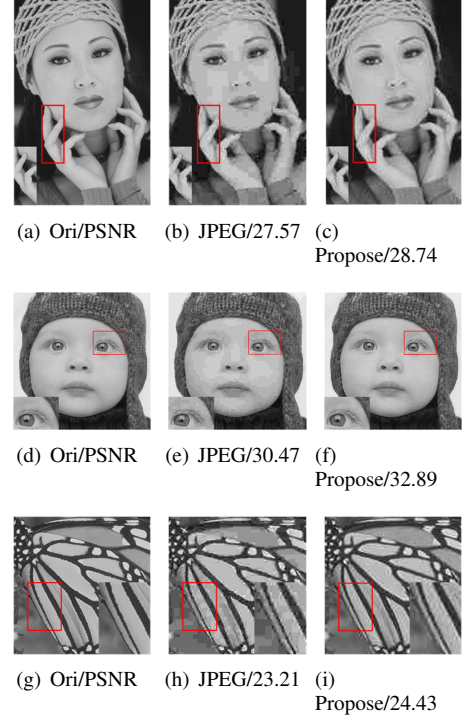 (a) Ori/PSNR (b) JPEG/27.57 (c)
Propose/28.74
(d) Ori/PSNR (e) JPEG/30.47 (f)
Propose/32.89
(g) Ori/PSNR (h) JPEG/23.21 (i)
Propose/24.43